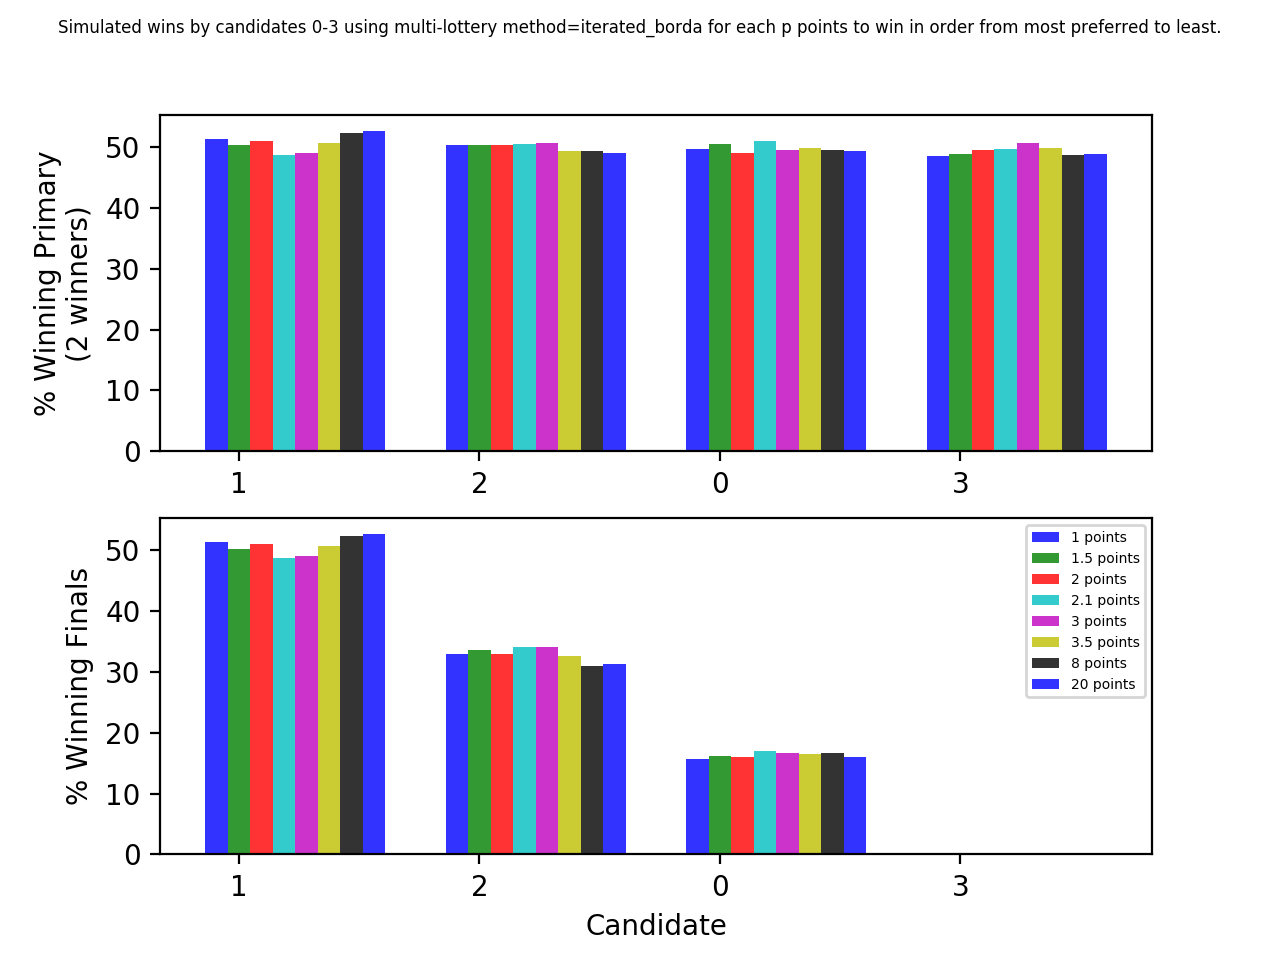 Simulated wins by candidates 0-3 using multi-lottery method=iterated_borda for each p points to win in order from most preferred to least.
% Winning Primary
(2 winners)
50
40
30
20
10
0
1 2 0 3
% Winning Finals
50
40
30
20
10
0
1 points
1.5 points
2 points
2.1 points
3 points
3.5 points
8 points
20 points
1 2 0 3
Candidate